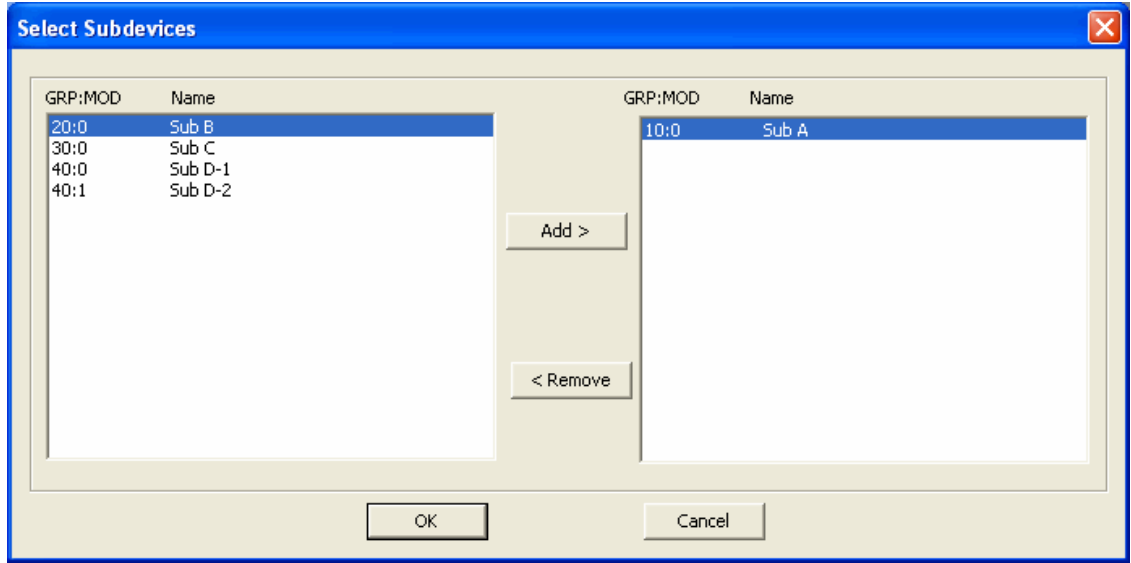 Select Subdevices
GRP:MOD Name GRP:MOD Name
20:0 Sub B 10:0 Sub A
30:0 Sub C
40:0 Sub D-1
40:1 Sub D-2
Add >
< Remove
OK Cancel